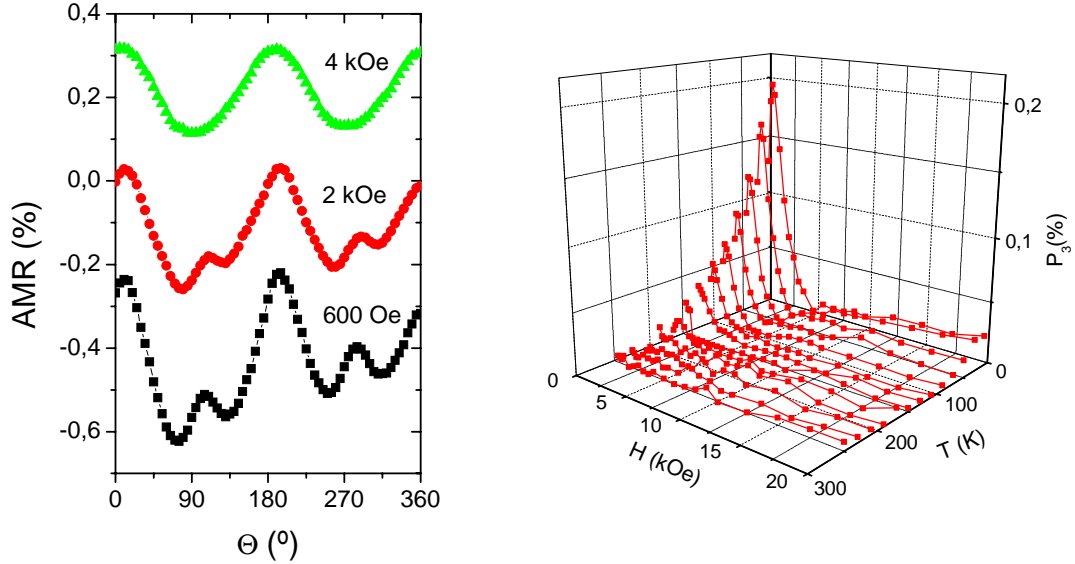 0,4
0,2
0,0
-0,2
-0,4
-0,6
AMR (%)
4 kOe
2 kOe
600 Oe
0 90 180 270 360
Θ (º)
0,2
0,1
P₃(%)
0
5
10
15
20
H (kOe)
0
100
200
300
T (K)